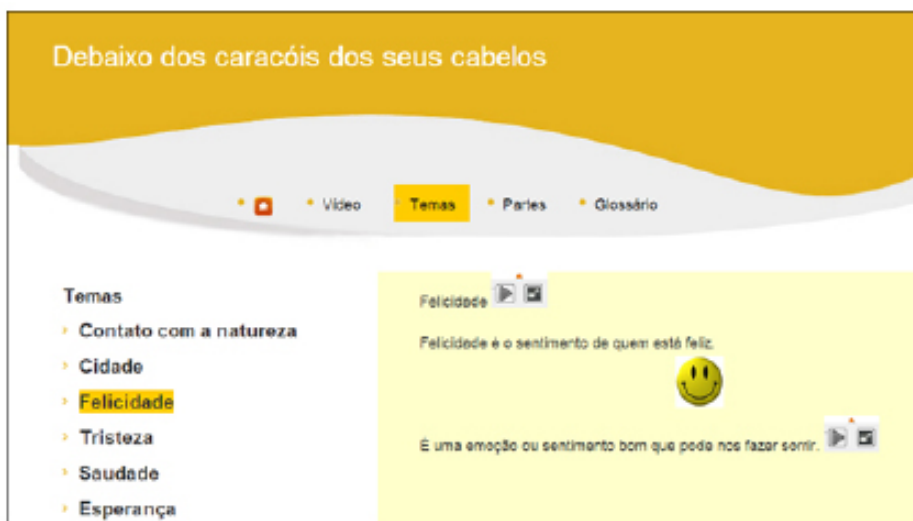 Debaixo dos caracóis dos seus cabelos
Vídeo Temas Partes Glossário
Temas
Contato com a natureza
Cidade
Felicidade
Tristeza
Saudade
Esperança
Felicidade
Felicidade é o sentimento de quem está feliz.
É uma emoção ou sentimento bom que pode nos fazer sorrir.